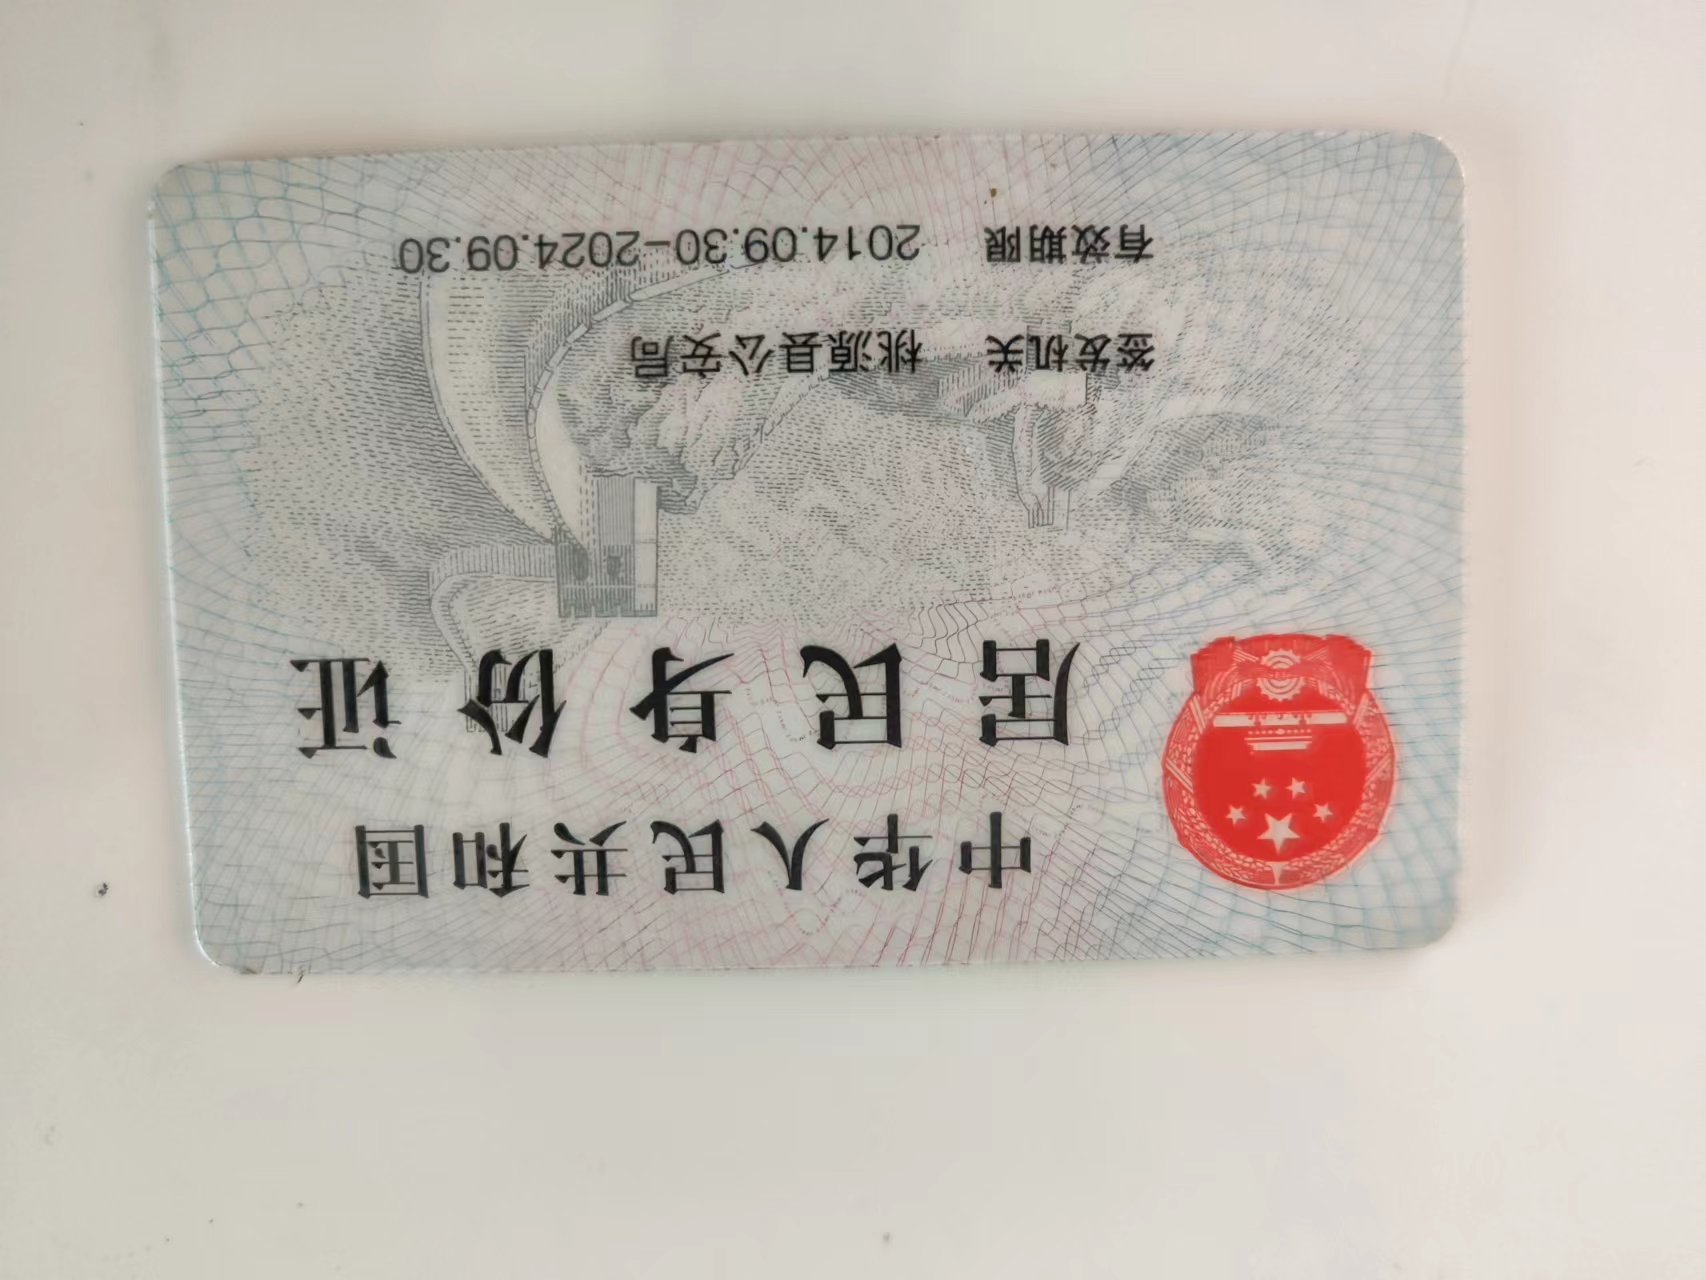 中华人民共和国
居民身份证
签发机关 桃源县公安局
有效期限 2014.09.30-2024.09.30